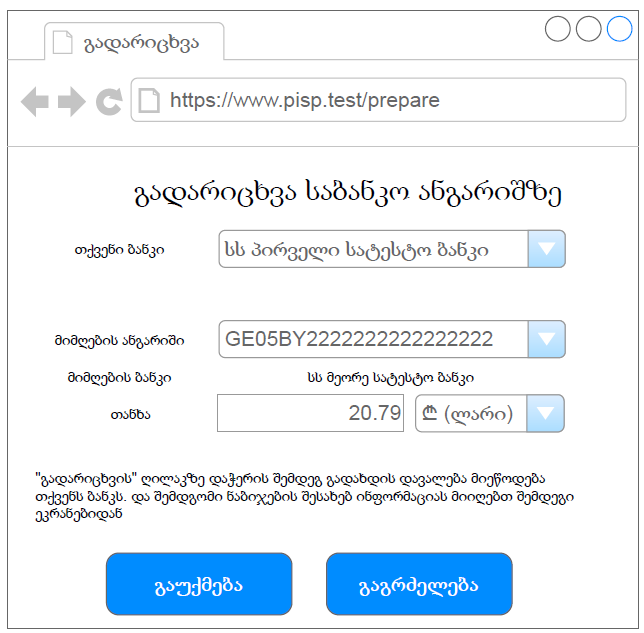 გადარიცხვა
https://www.pisp.test/prepare
გადარიცხვა საბანკო ანგარიშზე
თქვენი ბანკი
სს პირველი სატესტო ბანკი
მიმღების ანგარიში
GE05BY2222222222222222
მიმღების ბანკი
სს მეორე სატესტო ბანკი
თანხა
20.79
₾ (ლარი)
"გადარიცხვის" ღილაკზე დაჭერის შემდეგ გადახდის დავალება მიეწოდება
თქვენს ბანკს. და შემდგომი ნაბიჯების შესახებ ინფორმაციას მიიღებთ შემდეგი
ეკრანებიდან
გაუქმება
გაგრძელება